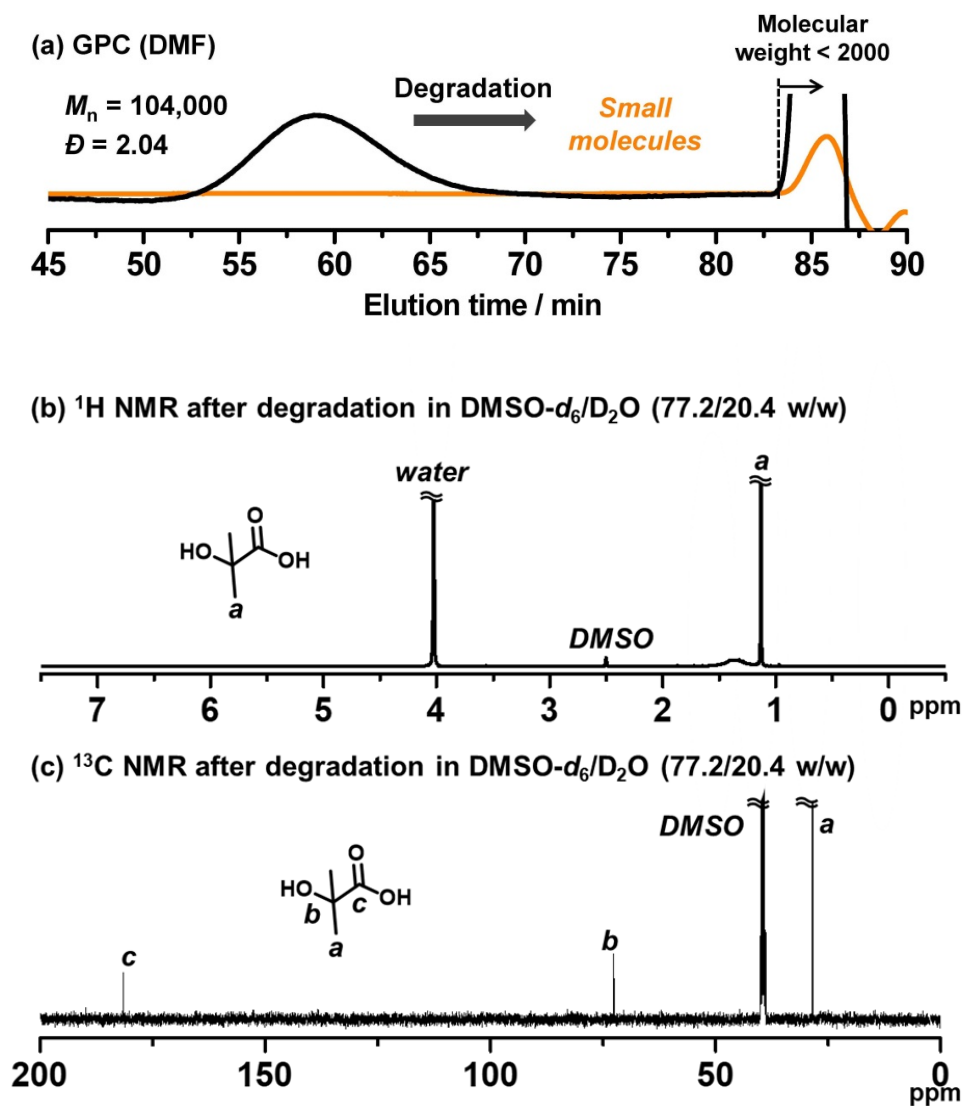 (a) GPC (DMF)
Molecular
weight < 2000
Mn = 104,000
Đ = 2.04
Degradation
Small
molecules
45 50 55 60 65 70 75 80 85 90
Elution time / min
(b) ¹H NMR after degradation in DMSO-d₆/D₂O (77.2/20.4 w/w)
water
a
O
HO
OH
a
DMSO
7 6 5 4 3 2 1 0 ppm
(c) ¹³C NMR after degradation in DMSO-d₆/D₂O (77.2/20.4 w/w)
DMSO
a
O
HO
OH
b
c
a
c
b
200 150 100 50 0
ppm